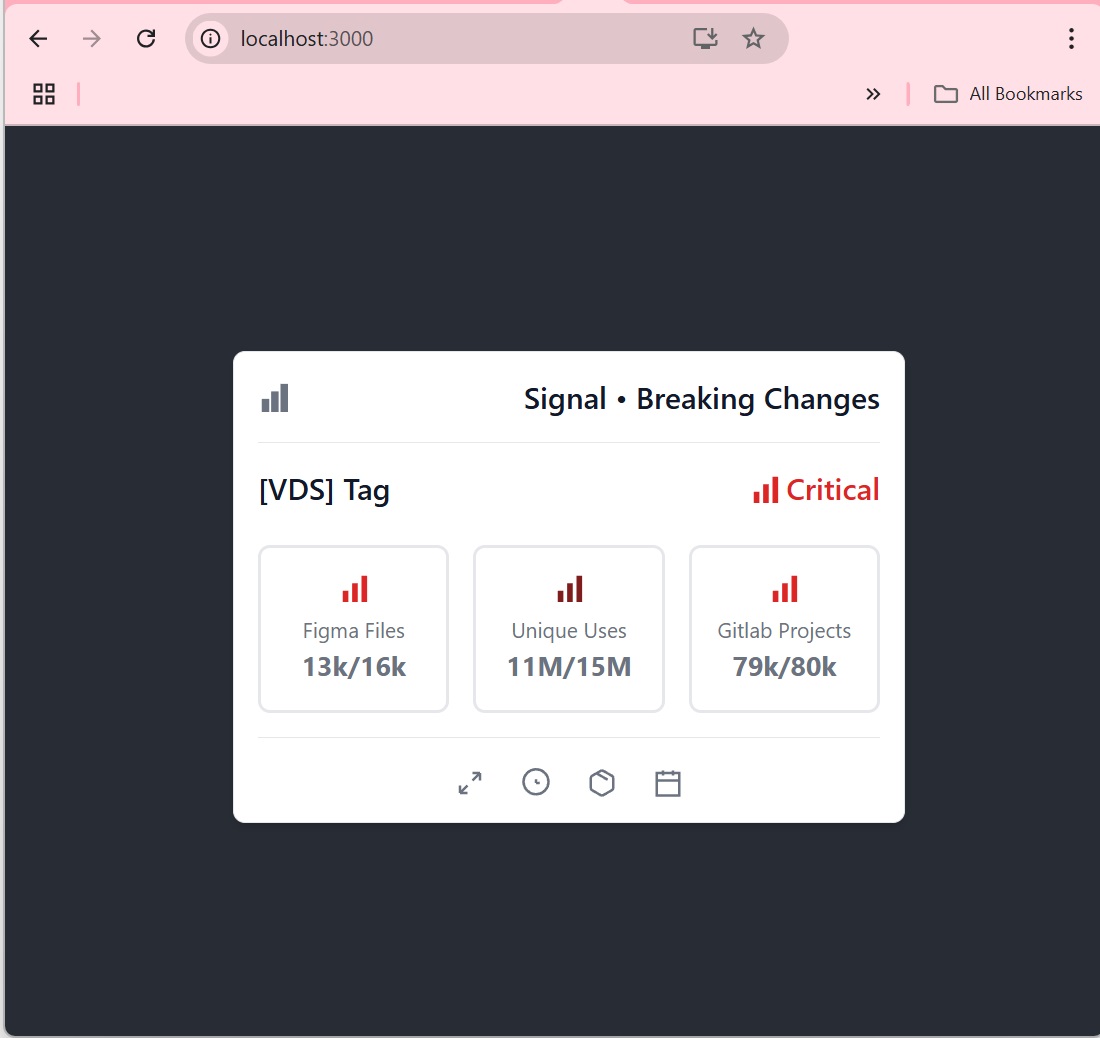 localhost:3000
All Bookmarks
Signal • Breaking Changes
[VDS] Tag
Critical
Figma Files
13k/16k
Unique Uses
11M/15M
Gitlab Projects
79k/80k